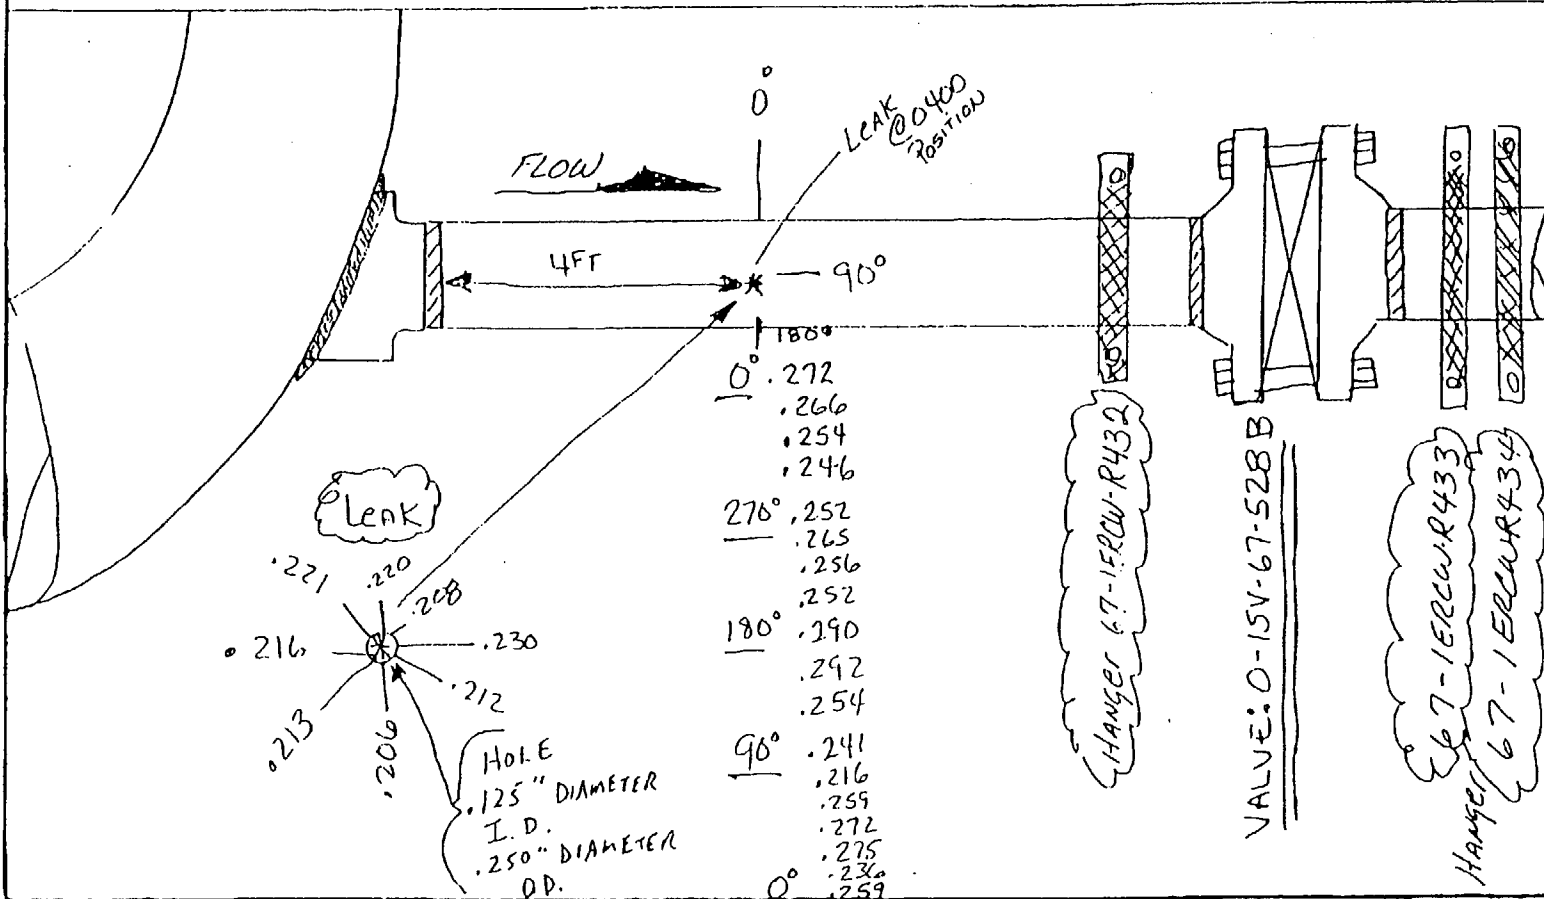 0°
LEAK
@0400
POSITION
FLOW
4FT
90°
180°
0° .272
.266
.254
.246
270° .252
.265
.256
.252
180° .290
.292
.254
90° .241
.216
.259
.272
.275
.236
0° .259
LEAK
.221
.220
.208
.216
.230
.213
.206
.212
HOLE
.125" DIAMETER
I.D.
.250" DIAMETER
OD.
HANGER 67-1ERCW-R432
VALVE: 0-ISV-67-528B
Hanger
67-1ERCW-R433
67-1ERCW-R434